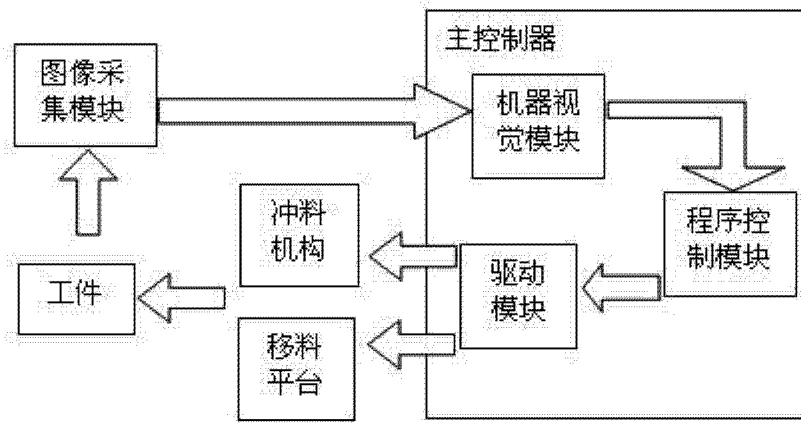 主控制器
图像采
集模块
机器视
觉模块
程序控
制模块
驱动
模块
冲料
机构
移料
平台
工件